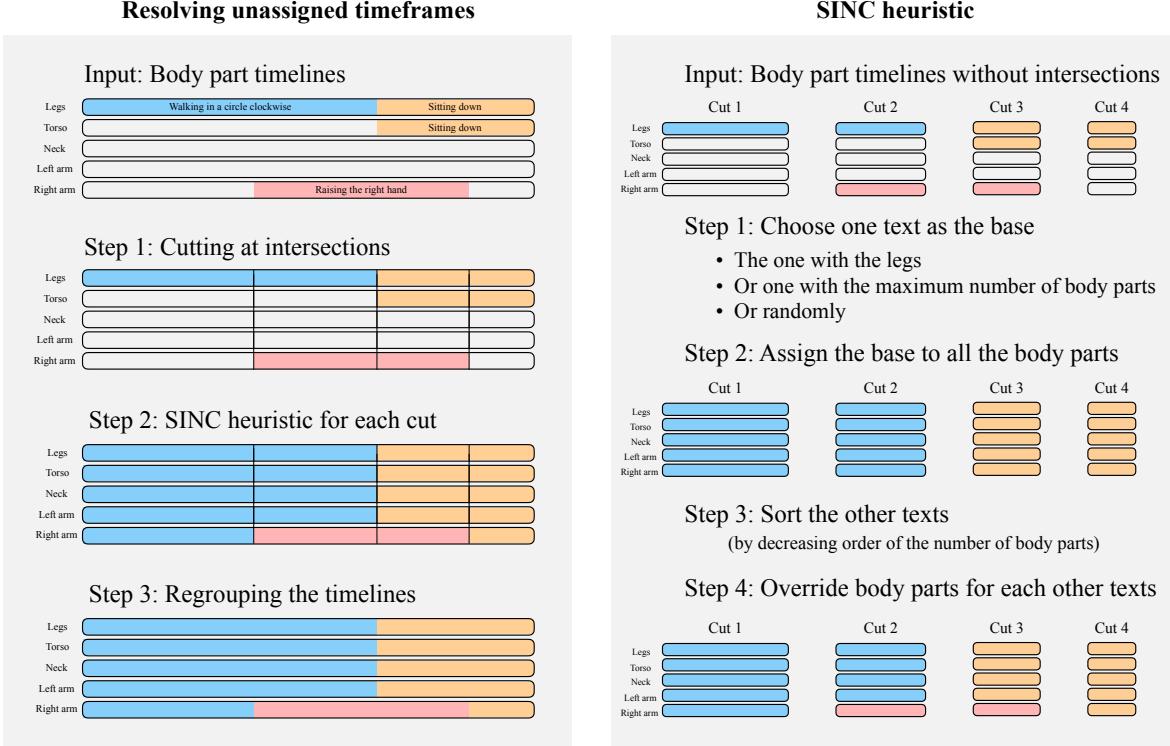 Resolving unassigned timeframes
Input: Body part timelines
Legs Walking in a circle clockwise Sitting down
Torso Sitting down
Neck
Left arm
Right arm Raising the right hand
Step 1: Cutting at intersections
Legs
Torso
Neck
Left arm
Right arm
Step 2: SINC heuristic for each cut
Legs
Torso
Neck
Left arm
Right arm
Step 3: Regrouping the timelines
Legs
Torso
Neck
Left arm
Right arm
SINC heuristic
Input: Body part timelines without intersections
Cut 1 Cut 2 Cut 3 Cut 4
Legs
Torso
Neck
Left arm
Right arm
Step 1: Choose one text as the base
• The one with the legs
• Or one with the maximum number of body parts
• Or randomly
Step 2: Assign the base to all the body parts
Cut 1 Cut 2 Cut 3 Cut 4
Legs
Torso
Neck
Left arm
Right arm
Step 3: Sort the other texts
(by decreasing order of the number of body parts)
Step 4: Override body parts for each other texts
Cut 1 Cut 2 Cut 3 Cut 4
Legs
Torso
Neck
Left arm
Right arm